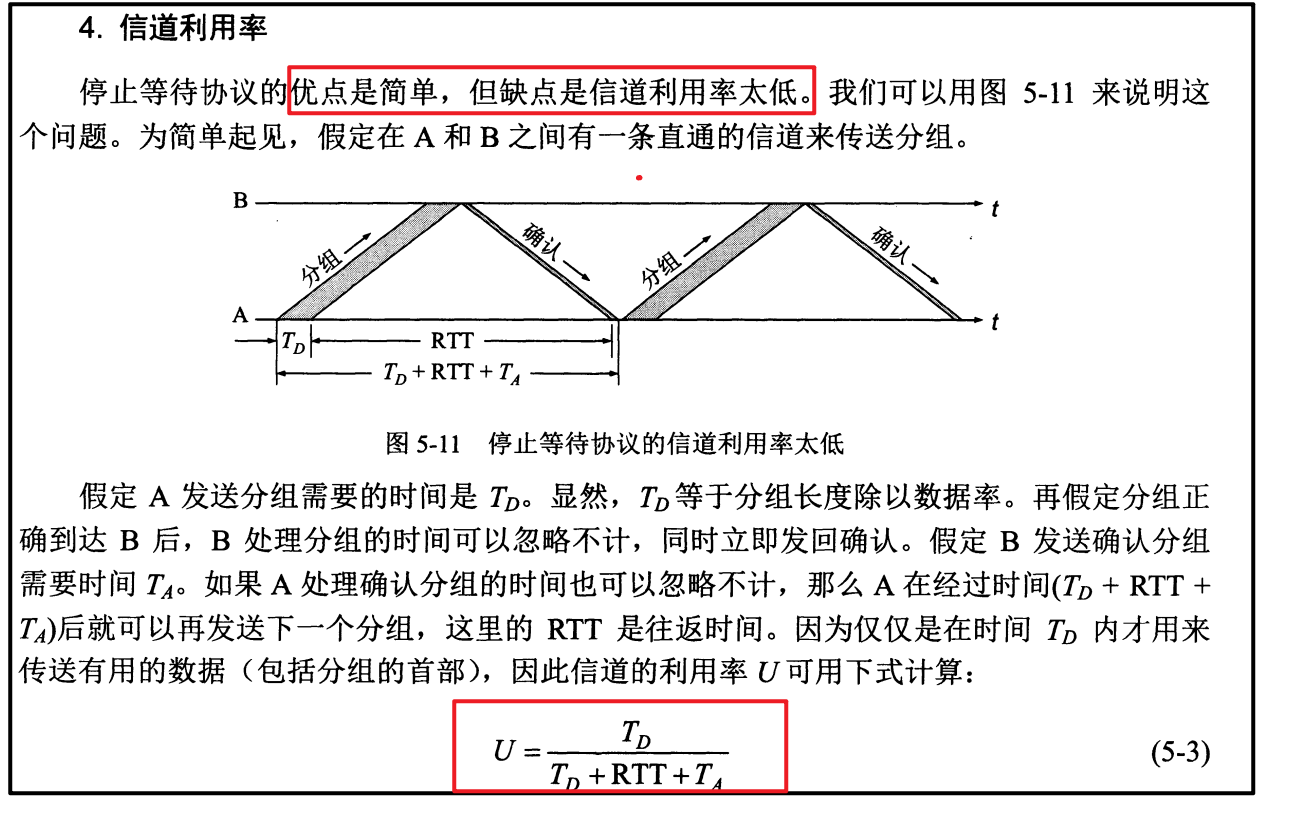 4. 信道利用率
停止等待协议的优点是简单，但缺点是信道利用率太低。我们可以用图 5-11 来说明这
个问题。为简单起见，假定在 A 和 B 之间有一条直通的信道来传送分组。
B
t
分组
确认
分组
确认
A
t
T_D
RTT
T_D + RTT + T_A
图 5-11 停止等待协议的信道利用率太低
假定 A 发送分组需要的时间是 T_D。显然，T_D 等于分组长度除以数据率。再假定分组正
确到达 B 后，B 处理分组的时间可以忽略不计，同时立即发回确认。假定 B 发送确认分组
需要时间 T_A。如果 A 处理确认分组的时间也可以忽略不计，那么 A 在经过时间(T_D + RTT +
T_A)后就可以再发送下一个分组，这里的 RTT 是往返时间。因为仅仅是在时间 T_D 内才用来
传送有用的数据（包括分组的首部），因此信道的利用率 U 可用下式计算：
U = T_D / (T_D + RTT + T_A) (5-3)